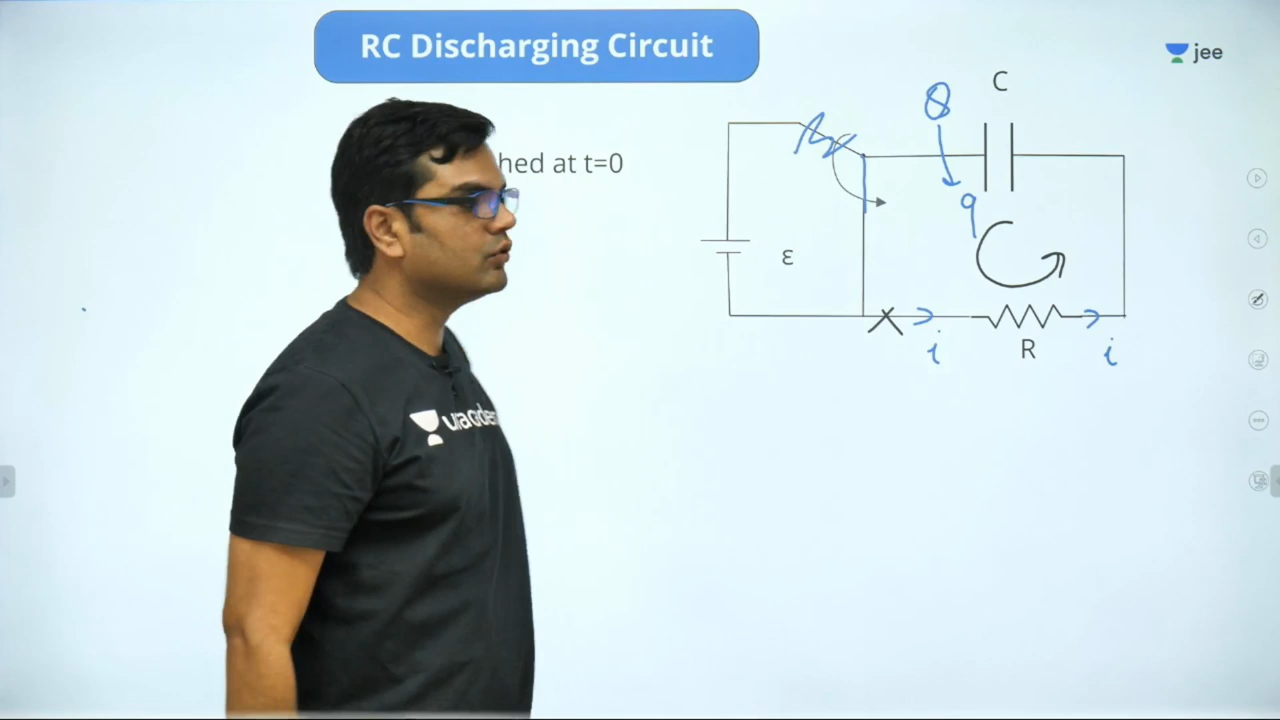 RC Discharging Circuit
jee
C
Q
hed at t=0
q
ε
i
R
i